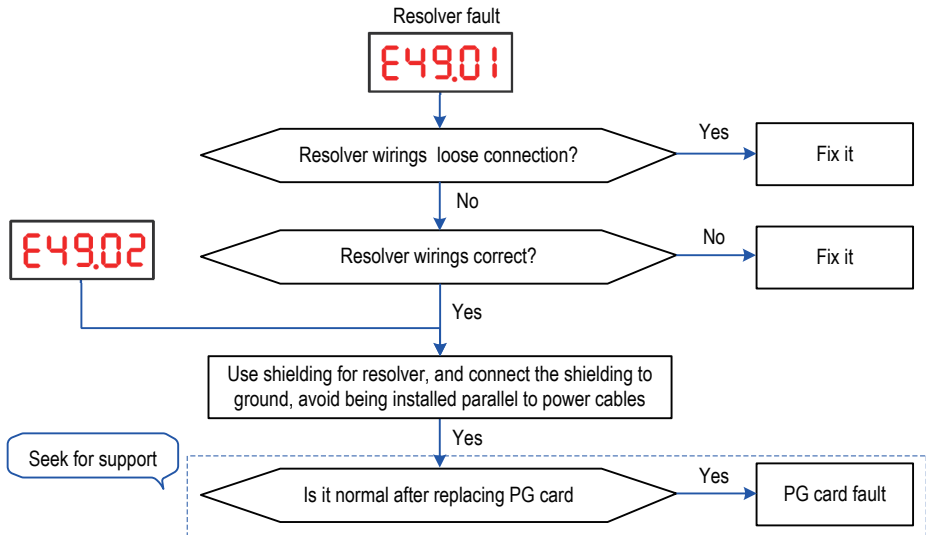 Resolver fault
E49.01
Resolver wirings loose connection?
Yes
Fix it
No
E49.02
Resolver wirings correct?
No
Fix it
Yes
Use shielding for resolver, and connect the shielding to
ground, avoid being installed parallel to power cables
Yes
Seek for support
Is it normal after replacing PG card
Yes
PG card fault